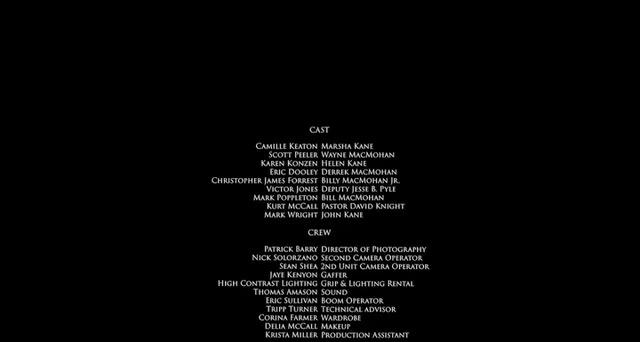 CAST
CAMILLE KEATON MARSHA KANE
SCOTT PEELER WAYNE MACMOHAN
KAREN KONZEN HELEN KANE
ERIC DOOLEY DERREK MACMOHAN
CHRISTOPHER JAMES FORREST BILLY MACMOHAN JR.
VICTOR JONES DEPUTY JESSE B. PYLE
MARK POPPLETON BILL MACMOHAN
KURT MCCALL PASTOR DAVID KNIGHT
MARK WRIGHT JOHN KANE
CREW
PATRICK BARRY DIRECTOR OF PHOTOGRAPHY
NICK SOLORZANO SECOND CAMERA OPERATOR
SEAN SHEA 2ND UNIT CAMERA OPERATOR
JAYE KENYON GAFFER
HIGH CONTRAST LIGHTING GRIP & LIGHTING RENTAL
THOMAS AMASON SOUND
ERIC SULLIVAN BOOM OPERATOR
TRIPP TURNER TECHNICAL ADVISOR
CORINA FARMER WARDROBE
DELIA MCCALL MAKEUP
KRISTA MILLER PRODUCTION ASSISTANT